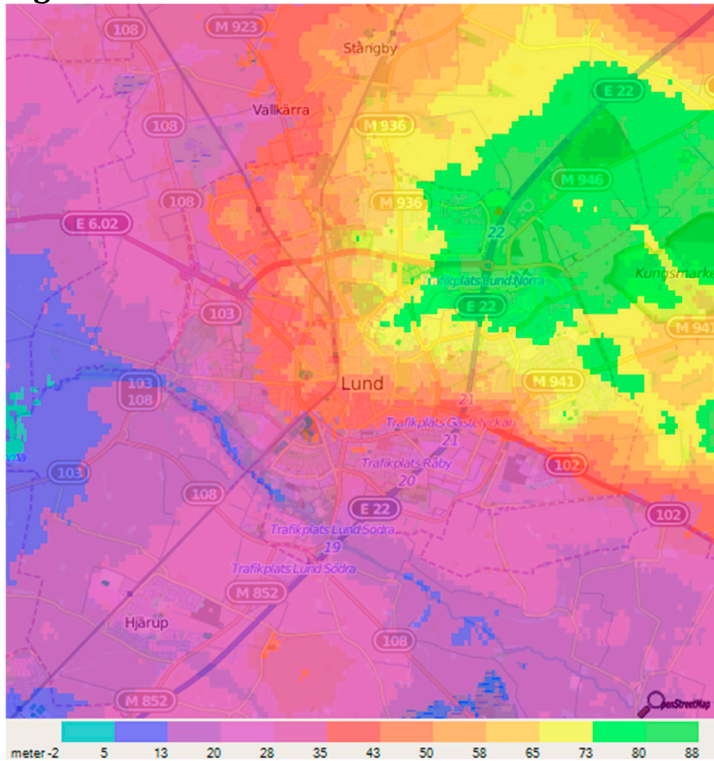 108
M 923
Stångby
E 22
Vallkärra
108
M 936
M 946
108
M 936
E 6.02
22
Kungsmarke
Trafikplats Lund Norra
E 22
103
M 941
Lund
103
108
M 941
21
Trafikplats Gastelyckan
21
Trafikplats Råby
102
103
20
108
E 22
102
Trafikplats Lund Södra
19
Trafikplats Lund Södra
M 852
Hjärup
108
M 852
OpenStreetMap
meter -2 5 13 20 28 35 43 50 58 65 73 80 88